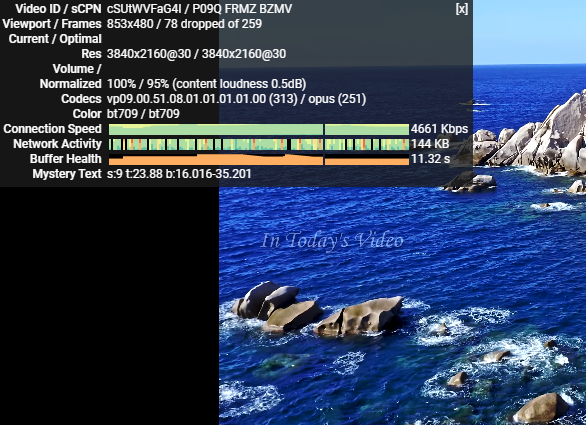 Video ID / sCPN cSUtWVFaG4I / P09Q FRMZ BZMV [x]
Viewport / Frames 853x480 / 78 dropped of 259
Current / Optimal
Res 3840x2160@30 / 3840x2160@30
Volume /
Normalized 100% / 95% (content loudness 0.5dB)
Codecs vp09.00.51.08.01.01.01.01.00 (313) / opus (251)
Color bt709 / bt709
Connection Speed 4661 Kbps
Network Activity 144 KB
Buffer Health 11.32 s
Mystery Text s:9 t:23.88 b:16.016-35.201
In Today's Video